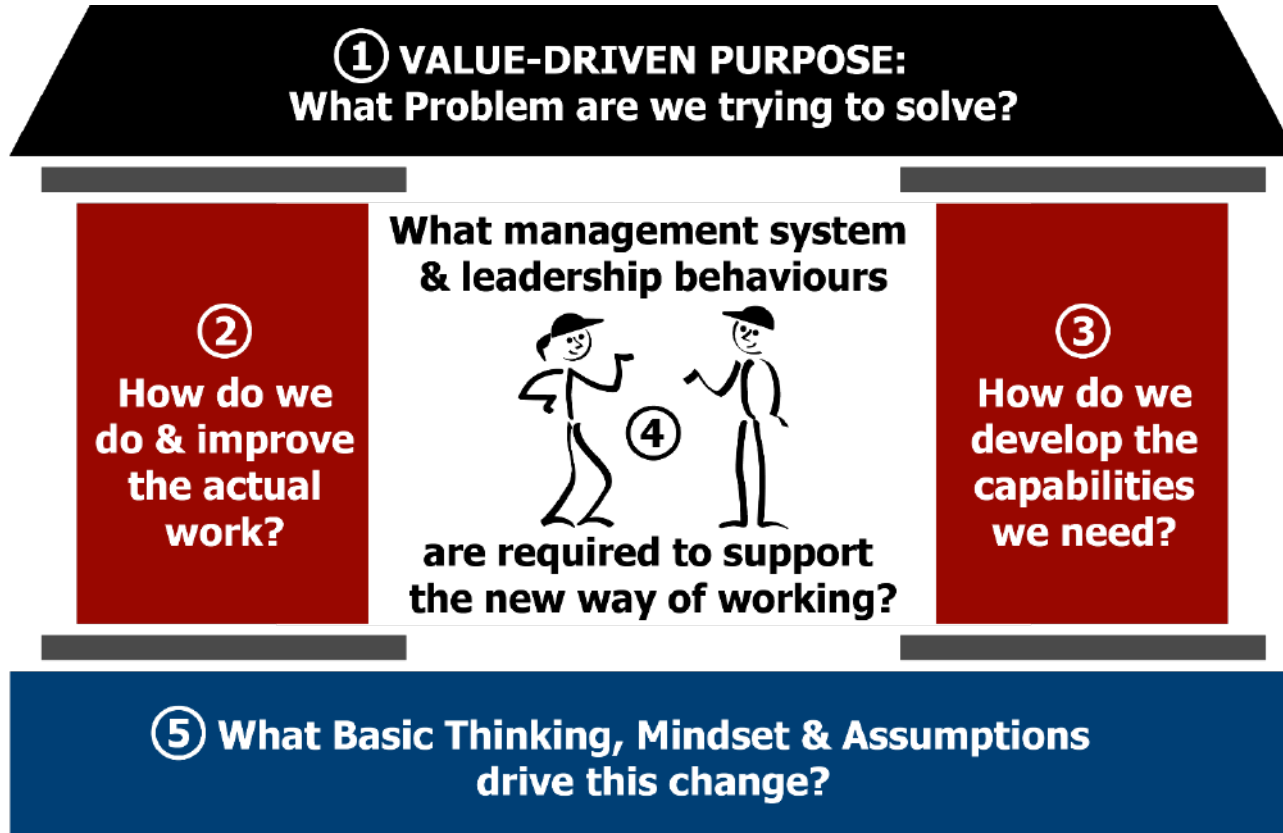 ① VALUE-DRIVEN PURPOSE:
What Problem are we trying to solve?
②
How do we
do & improve
the actual
work?
③
How do we
develop the
capabilities
we need?
What management system
& leadership behaviours
④
are required to support
the new way of working?
⑤ What Basic Thinking, Mindset & Assumptions
drive this change?